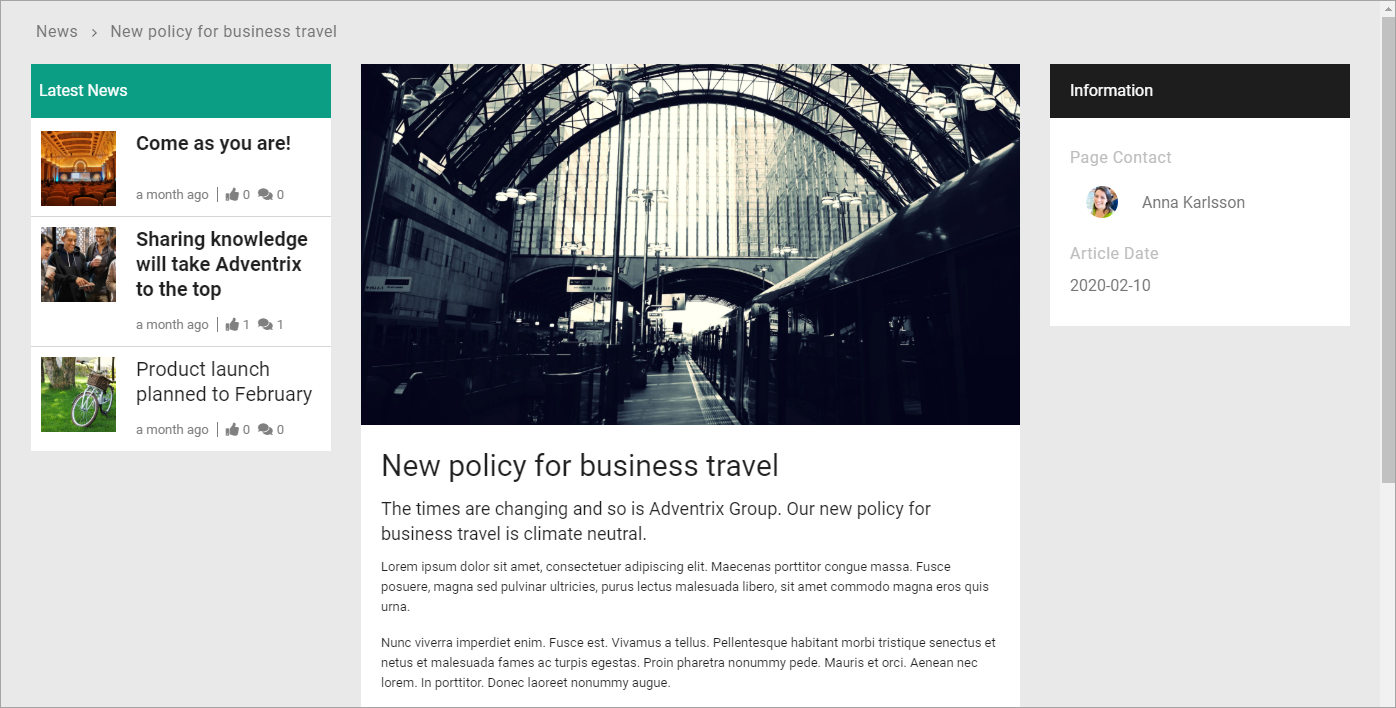 News > New policy for business travel
Latest News
Come as you are!
a month ago | 0 0
Sharing knowledge
will take Adventrix
to the top
a month ago | 1 1
Product launch
planned to February
a month ago | 0 0
New policy for business travel
The times are changing and so is Adventrix Group. Our new policy for
business travel is climate neutral.
Lorem ipsum dolor sit amet, consectetuer adipiscing elit. Maecenas porttitor congue massa. Fusce
posuere, magna sed pulvinar ultricies, purus lectus malesuada libero, sit amet commodo magna eros quis
urna.
Nunc viverra imperdiet enim. Fusce est. Vivamus a tellus. Pellentesque habitant morbi tristique senectus et
netus et malesuada fames ac turpis egestas. Proin pharetra nonummy pede. Mauris et orci. Aenean nec
lorem. In porttitor. Donec laoreet nonummy augue.
Information
Page Contact
Anna Karlsson
Article Date
2020-02-10